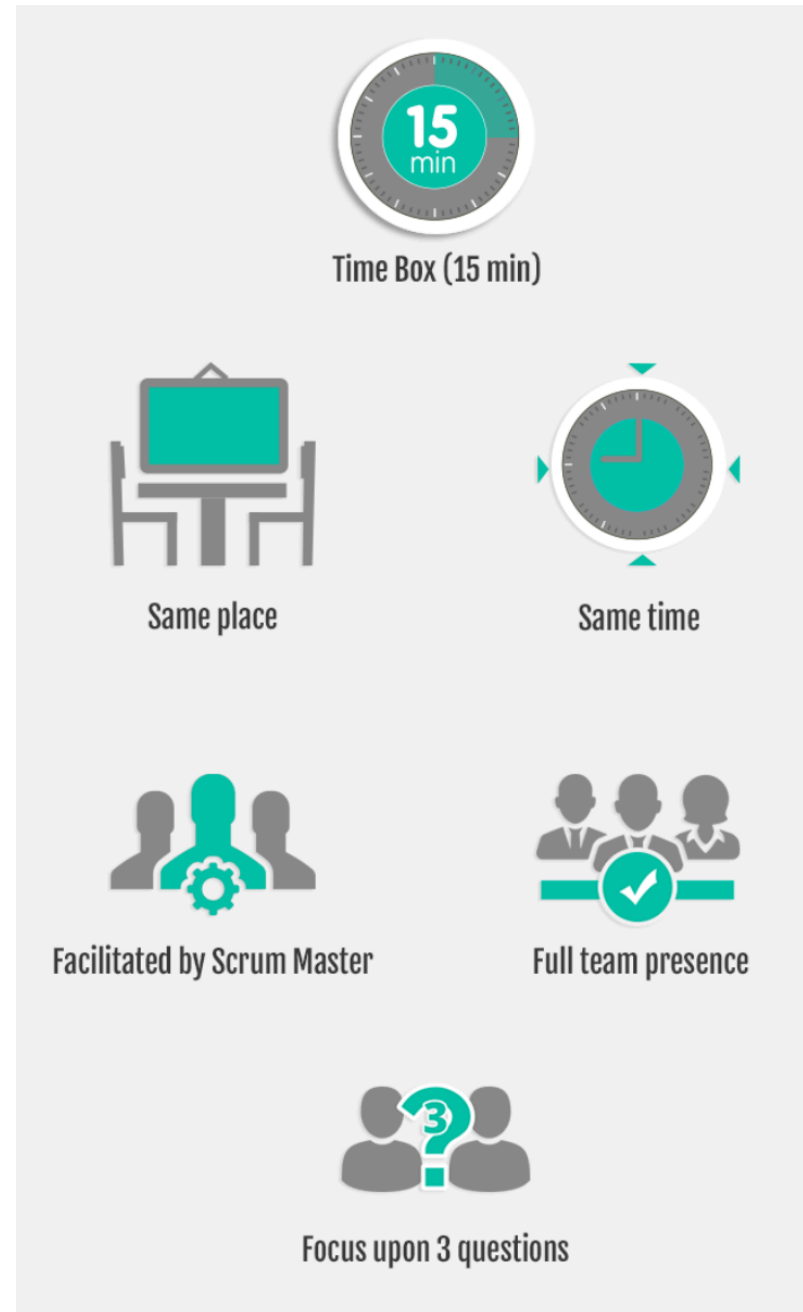 15
min
Time Box (15 min)
Same place
Same time
Facilitated by Scrum Master
Full team presence
3
Focus upon 3 questions